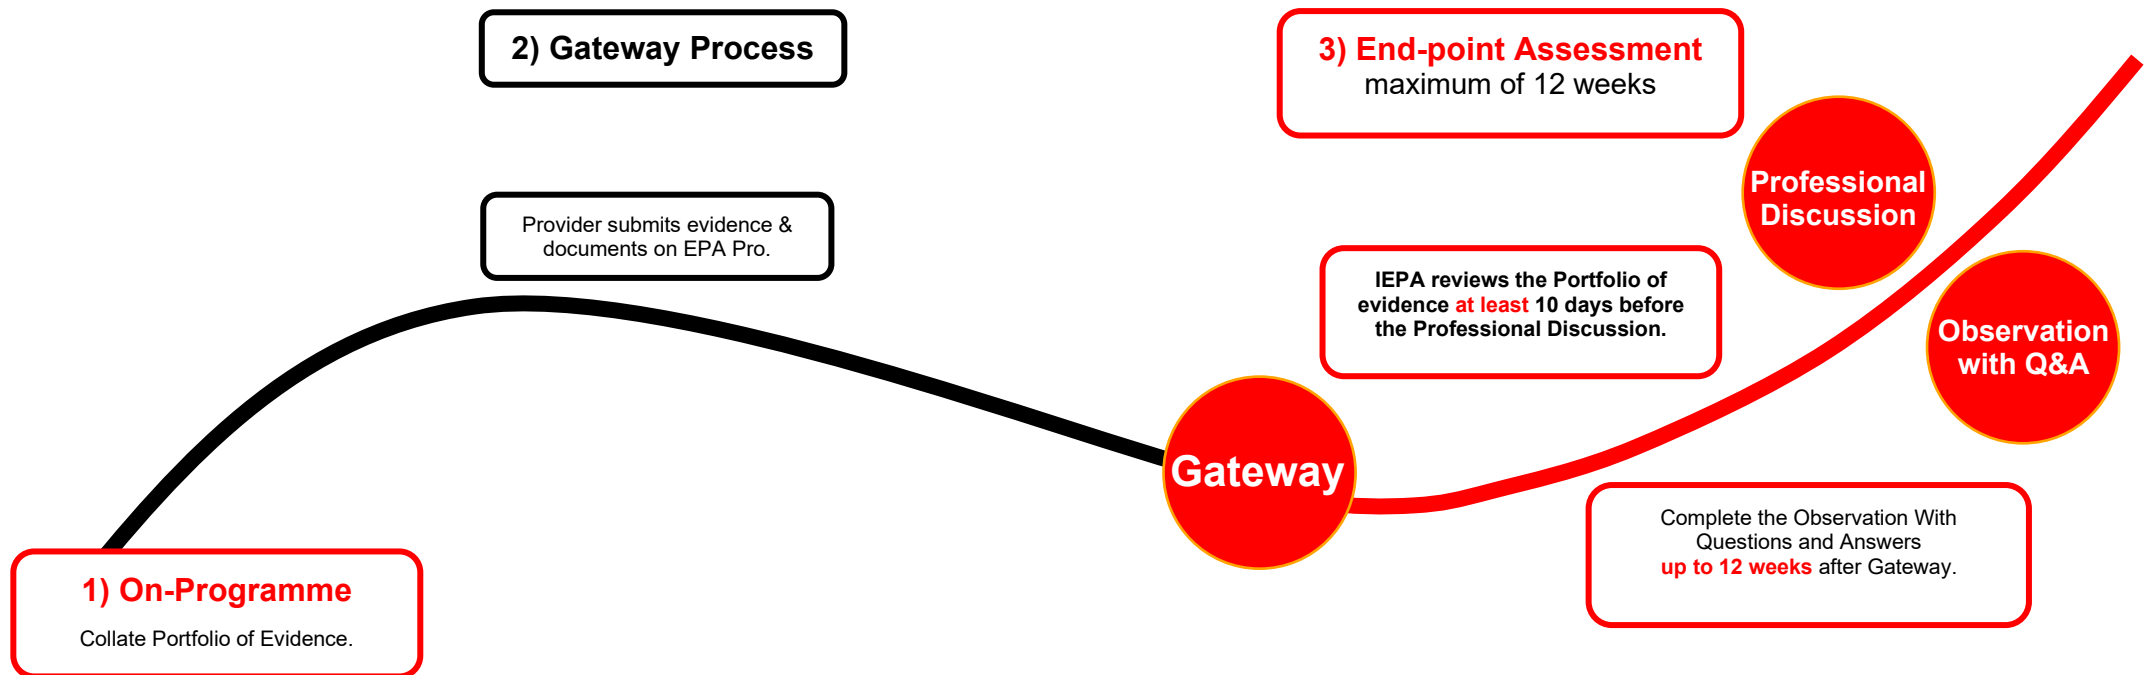 2) Gateway Process
3) End-point Assessment
maximum of 12 weeks
Professional
Discussion
Provider submits evidence &
documents on EPA Pro.
IEPA reviews the Portfolio of
evidence at least 10 days before
the Professional Discussion.
Observation
with Q&A
Gateway
Complete the Observation With
Questions and Answers
up to 12 weeks after Gateway.
1) On-Programme
Collate Portfolio of Evidence.